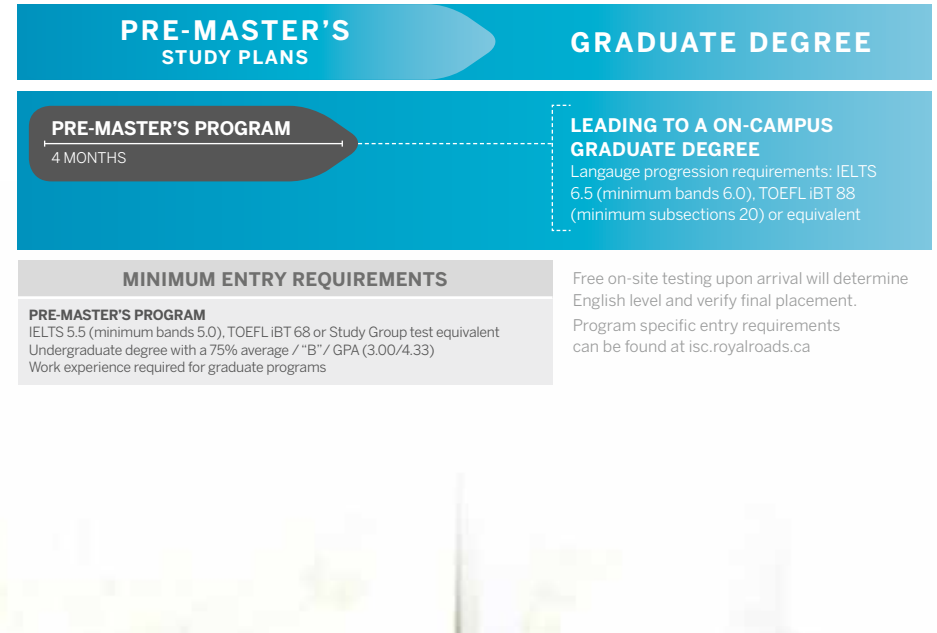 PRE-MASTER'S
STUDY PLANS
GRADUATE DEGREE
PRE-MASTER'S PROGRAM
4 MONTHS
LEADING TO A ON-CAMPUS
GRADUATE DEGREE
Langauge progression requirements: IELTS
6.5 (minimum bands 6.0), TOEFL iBT 88
(minimum subsections 20) or equivalent
MINIMUM ENTRY REQUIREMENTS
PRE-MASTER'S PROGRAM
IELTS 5.5 (minimum bands 5.0), TOEFL iBT 68 or Study Group test equivalent
Undergraduate degree with a 75% average / “B”/ GPA (3.00/4.33)
Work experience required for graduate programs
Free on-site testing upon arrival will determine
English level and verify final placement.
Program specific entry requirements
can be found at isc.royalroads.ca